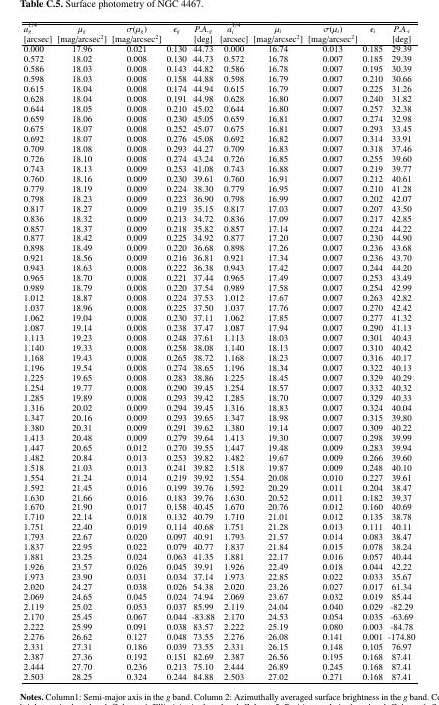 Table C.5. Surface photometry of NGC 4467.
a_g^1/4 μ_g σ(μ_g) ε_g P.A._g a_i^1/4 μ_i σ(μ_i) ε_i P.A._i
[arcsec] [mag/arcsec²] [mag/arcsec²] [deg] [arcsec] [mag/arcsec²] [mag/arcsec²] [deg]
0.000 17.96 0.021 0.130 44.73 0.000 16.74 0.013 0.185 29.39
0.572 18.02 0.008 0.130 44.73 0.572 16.78 0.007 0.185 29.39
0.586 18.03 0.008 0.143 44.82 0.586 16.78 0.007 0.195 30.39
0.598 18.03 0.008 0.158 44.88 0.598 16.79 0.007 0.210 30.66
0.615 18.04 0.008 0.174 44.94 0.615 16.79 0.007 0.225 31.26
0.628 18.04 0.008 0.191 44.98 0.628 16.80 0.007 0.240 31.82
0.644 18.05 0.008 0.210 45.02 0.644 16.80 0.007 0.257 32.38
0.659 18.06 0.008 0.230 45.05 0.659 16.81 0.007 0.274 32.98
0.675 18.07 0.008 0.252 45.07 0.675 16.81 0.007 0.293 33.45
0.692 18.07 0.008 0.276 45.08 0.692 16.82 0.007 0.314 33.91
0.709 18.08 0.008 0.293 44.27 0.709 16.83 0.007 0.318 37.46
0.726 18.10 0.008 0.274 43.24 0.726 16.85 0.007 0.255 39.60
0.743 18.13 0.009 0.253 41.08 0.743 16.88 0.007 0.219 39.77
0.760 18.16 0.009 0.230 39.61 0.760 16.91 0.007 0.212 40.61
0.779 18.19 0.009 0.224 38.30 0.779 16.95 0.007 0.210 41.28
0.798 18.23 0.009 0.223 36.90 0.798 16.99 0.007 0.202 42.07
0.817 18.27 0.009 0.219 35.15 0.817 17.03 0.007 0.207 43.50
0.836 18.32 0.009 0.213 34.72 0.836 17.09 0.007 0.217 42.85
0.857 18.37 0.009 0.218 35.82 0.857 17.14 0.007 0.224 44.22
0.877 18.42 0.009 0.225 34.92 0.877 17.20 0.007 0.230 44.90
0.898 18.49 0.009 0.220 36.68 0.898 17.26 0.007 0.236 43.68
0.921 18.56 0.009 0.216 36.81 0.921 17.34 0.007 0.236 43.70
0.943 18.63 0.008 0.222 36.38 0.943 17.42 0.007 0.244 44.20
0.965 18.70 0.008 0.221 37.44 0.965 17.49 0.007 0.253 43.49
0.989 18.79 0.008 0.220 37.54 0.989 17.58 0.007 0.254 42.99
1.012 18.87 0.008 0.224 37.53 1.012 17.67 0.007 0.263 42.82
1.037 18.96 0.008 0.225 37.50 1.037 17.76 0.007 0.270 42.42
1.062 19.04 0.008 0.230 37.11 1.062 17.85 0.007 0.277 41.32
1.087 19.14 0.008 0.238 37.47 1.087 17.94 0.007 0.290 41.13
1.113 19.23 0.008 0.248 37.61 1.113 18.03 0.007 0.301 40.43
1.140 19.33 0.008 0.258 38.08 1.140 18.13 0.007 0.310 40.42
1.168 19.43 0.008 0.265 38.72 1.168 18.23 0.007 0.316 40.17
1.196 19.54 0.008 0.274 38.65 1.196 18.34 0.007 0.322 40.13
1.225 19.65 0.008 0.283 38.86 1.225 18.45 0.007 0.329 40.29
1.254 19.77 0.008 0.290 39.45 1.254 18.57 0.007 0.332 40.32
1.285 19.89 0.008 0.293 39.42 1.285 18.70 0.007 0.329 40.33
1.316 20.02 0.009 0.294 39.45 1.316 18.83 0.007 0.324 40.04
1.347 20.16 0.009 0.293 39.65 1.347 18.98 0.007 0.315 39.80
1.380 20.31 0.009 0.291 39.62 1.380 19.14 0.007 0.309 40.22
1.413 20.48 0.009 0.279 39.64 1.413 19.30 0.007 0.298 39.99
1.447 20.65 0.012 0.270 39.55 1.447 19.48 0.009 0.283 39.94
1.482 20.84 0.013 0.253 39.82 1.482 19.67 0.009 0.266 39.60
1.518 21.03 0.013 0.241 39.82 1.518 19.87 0.009 0.248 40.10
1.554 21.24 0.014 0.219 39.92 1.554 20.08 0.010 0.227 39.61
1.592 21.45 0.016 0.199 39.76 1.592 20.29 0.011 0.204 38.47
1.630 21.66 0.016 0.183 39.76 1.630 20.52 0.011 0.182 39.37
1.670 21.90 0.017 0.158 40.45 1.670 20.76 0.012 0.160 40.69
1.710 22.14 0.018 0.132 40.79 1.710 21.01 0.012 0.135 38.78
1.751 22.40 0.019 0.114 40.68 1.751 21.28 0.013 0.111 40.11
1.793 22.67 0.020 0.097 40.91 1.793 21.57 0.014 0.083 38.47
1.837 22.95 0.022 0.079 40.77 1.837 21.84 0.015 0.078 38.24
1.881 23.25 0.024 0.063 41.35 1.881 22.17 0.016 0.057 40.44
1.926 23.57 0.026 0.045 39.91 1.926 22.49 0.018 0.044 42.22
1.973 23.90 0.031 0.034 37.14 1.973 22.85 0.022 0.033 35.67
2.020 24.27 0.038 0.026 54.38 2.020 23.26 0.027 0.017 61.34
2.069 24.65 0.045 0.024 74.94 2.069 23.67 0.032 0.019 85.44
2.119 25.02 0.053 0.037 85.99 2.119 24.04 0.040 0.029 -82.29
2.170 25.45 0.067 0.044 -83.88 2.170 24.53 0.054 0.035 -63.69
2.222 25.99 0.091 0.038 83.57 2.222 25.19 0.080 0.003 -84.78
2.276 26.62 0.127 0.048 73.55 2.276 26.08 0.141 0.001 -174.80
2.331 27.31 0.186 0.039 73.55 2.331 26.15 0.148 0.105 76.97
2.387 27.36 0.192 0.151 82.69 2.387 26.56 0.195 0.168 87.41
2.444 27.70 0.236 0.213 75.10 2.444 26.89 0.245 0.168 87.41
2.503 28.25 0.324 0.244 84.88 2.503 27.02 0.271 0.168 87.41
Notes. Column1: Semi-major axis in the g band. Column 2: Azimuthally averaged surface brightness in the g band.